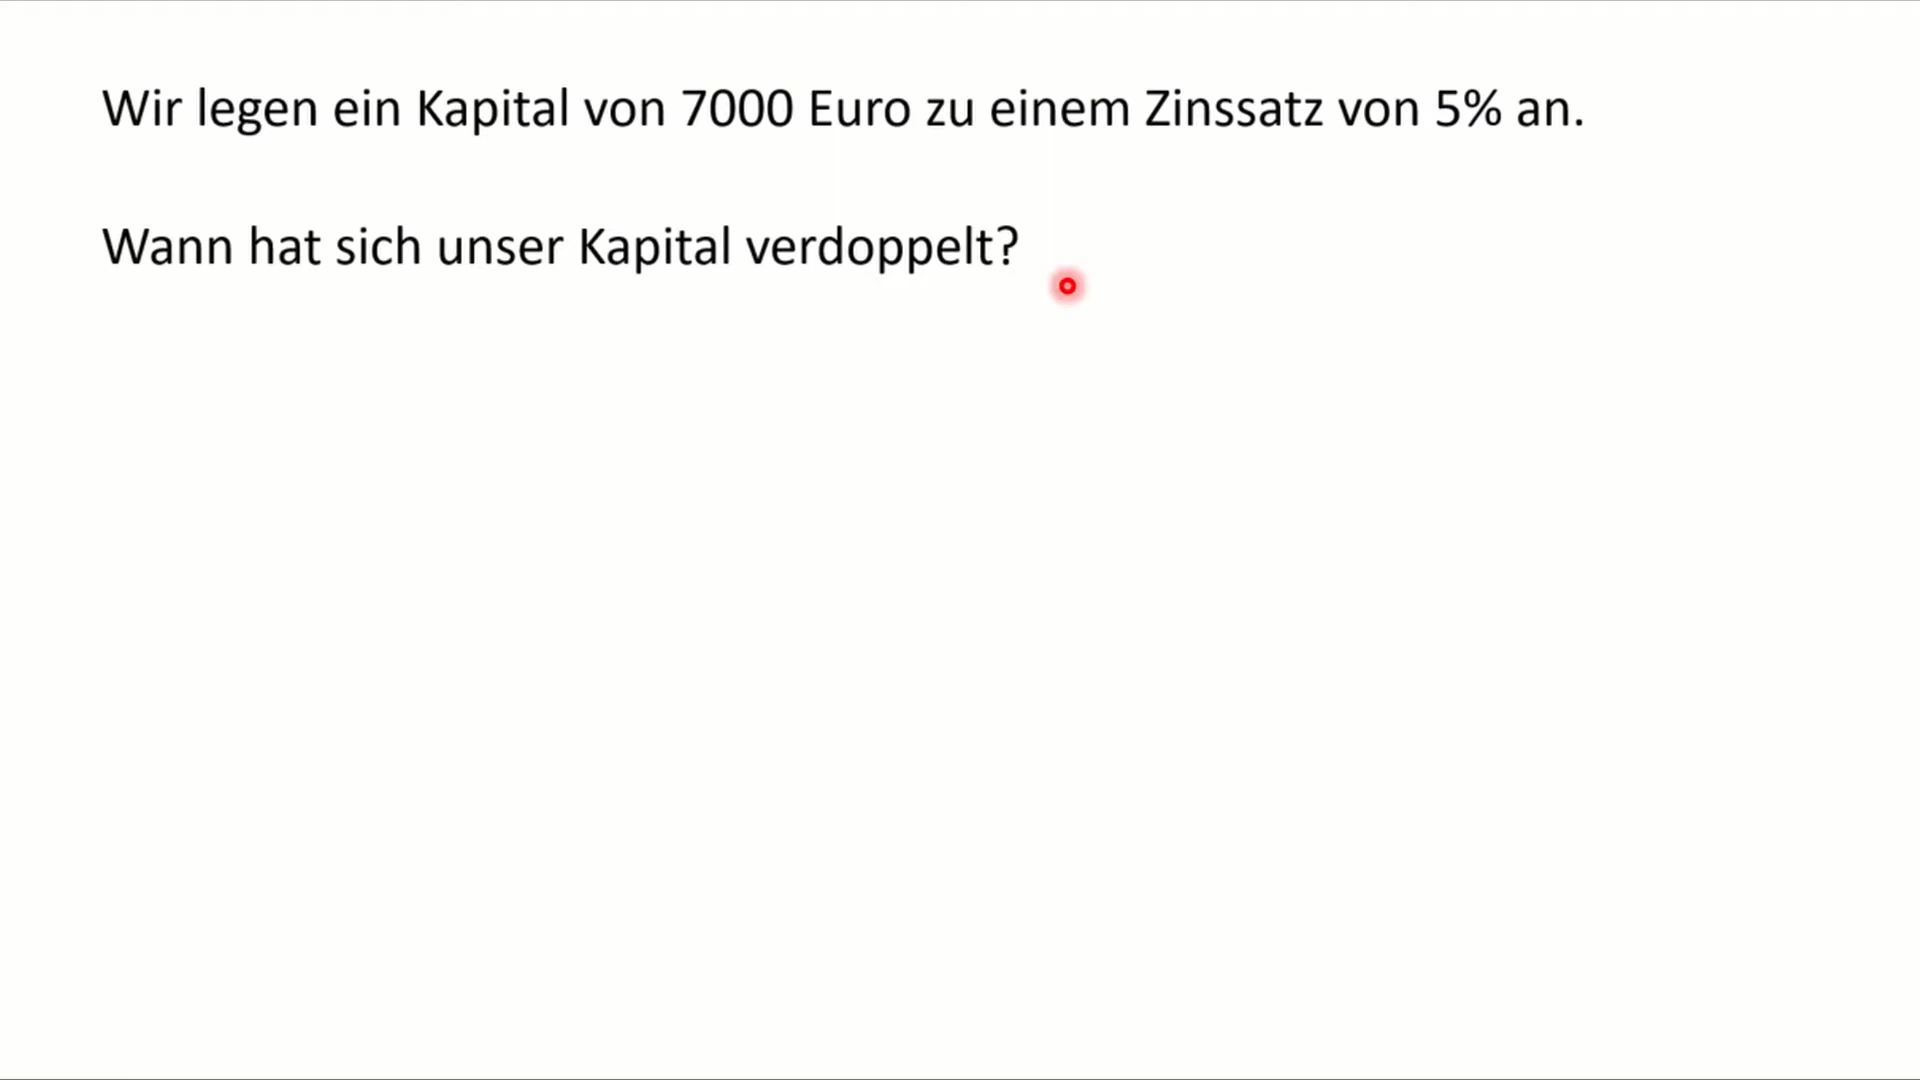 Wir legen ein Kapital von 7000 Euro zu einem Zinssatz von 5% an.
Wann hat sich unser Kapital verdoppelt?